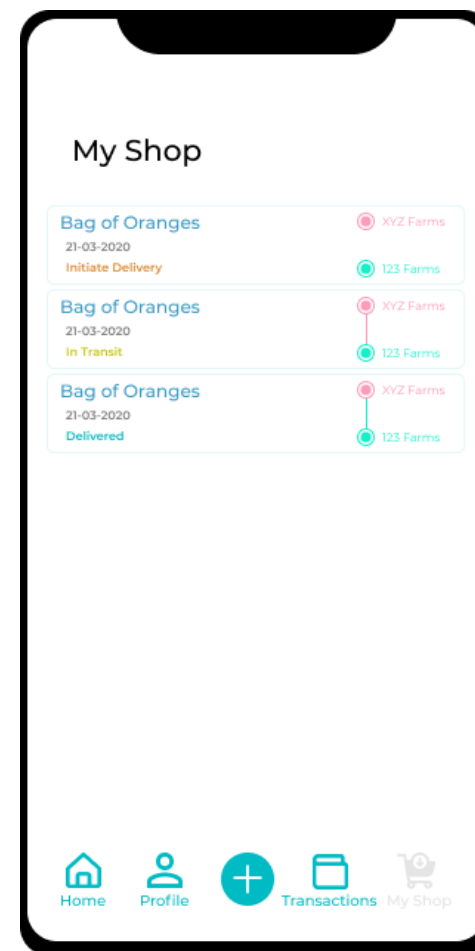 My Shop
Bag of Oranges
XYZ Farms
21-03-2020
Initiate Delivery
123 Farms
Bag of Oranges
XYZ Farms
21-03-2020
In Transit
123 Farms
Bag of Oranges
XYZ Farms
21-03-2020
Delivered
123 Farms
Home Profile Transactions My Shop